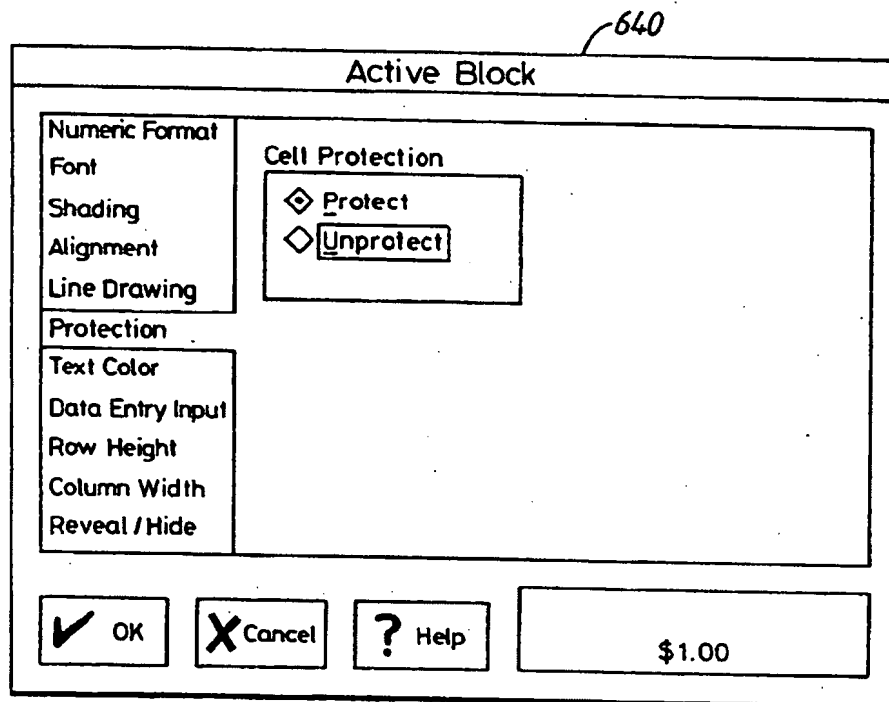 640
Active Block
Numeric Format
Font
Shading
Alignment
Line Drawing
Protection
Text Color
Data Entry Input
Row Height
Column Width
Reveal / Hide
Cell Protection
Protect
Unprotect
OK
Cancel
? Help
$1.00